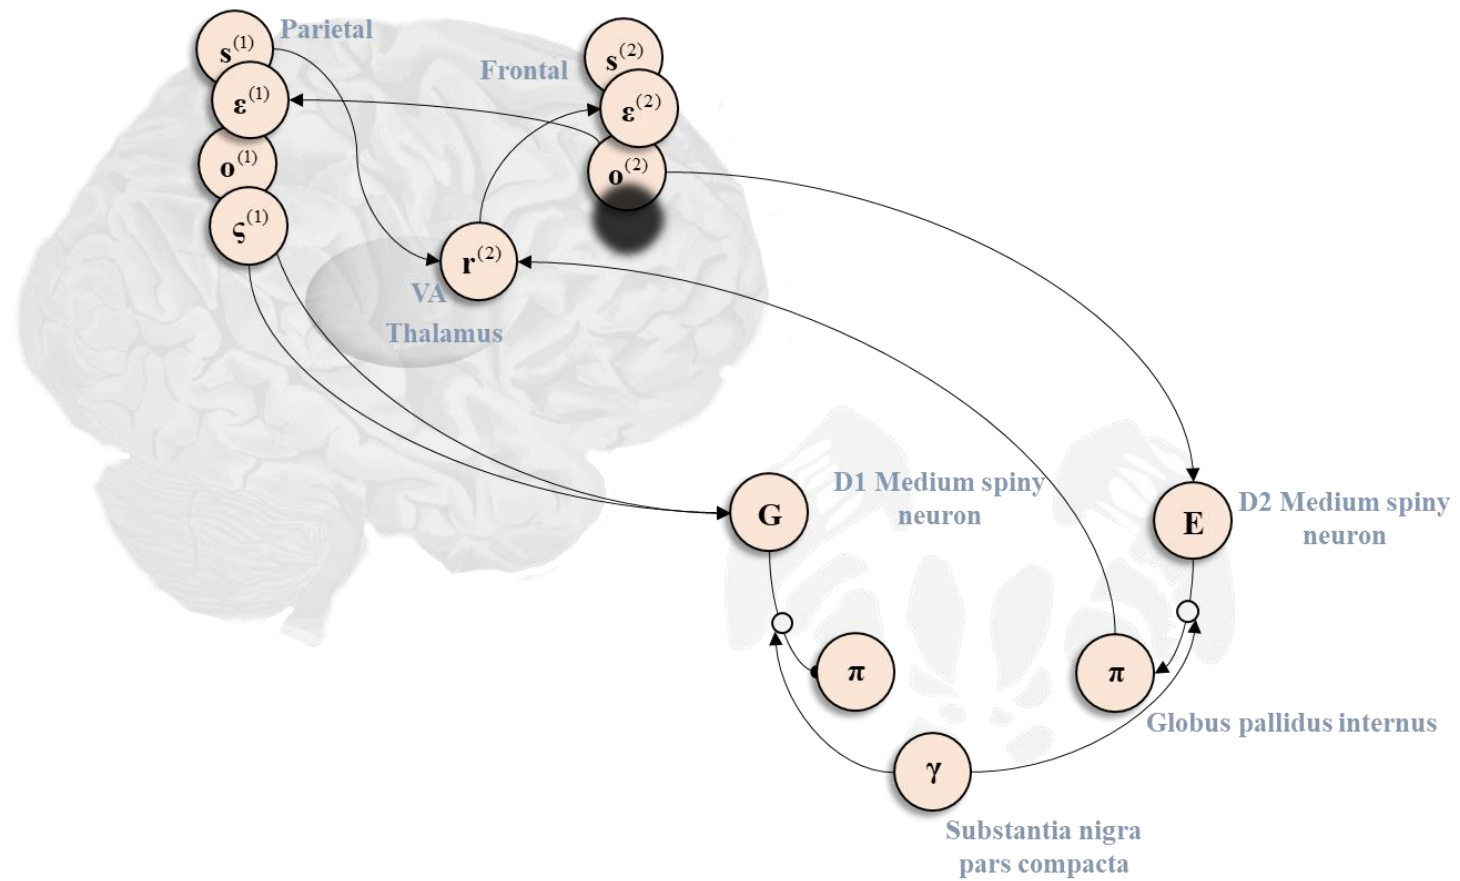 Parietal
s(1)
ε(1)
o(1)
ς(1)
Frontal
s(2)
ε(2)
o(2)
r(2)
VA
Thalamus
G
D1 Medium spiny
neuron
E
D2 Medium spiny
neuron
π
π
Globus pallidus internus
γ
Substantia nigra
pars compacta